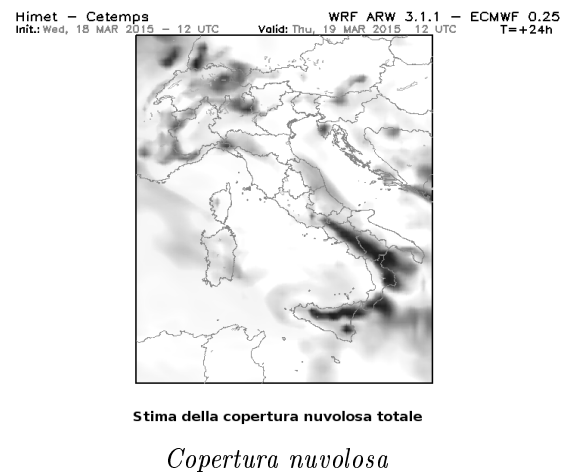 Himet – Cetemps WRF ARW 3.1.1 – ECMWF 0.25
Init.: Wed, 18 MAR 2015 – 12 UTC Valid: Thu, 19 MAR 2015 12 UTC T=+24h
Stima della copertura nuvolosa totale
Copertura nuvolosa